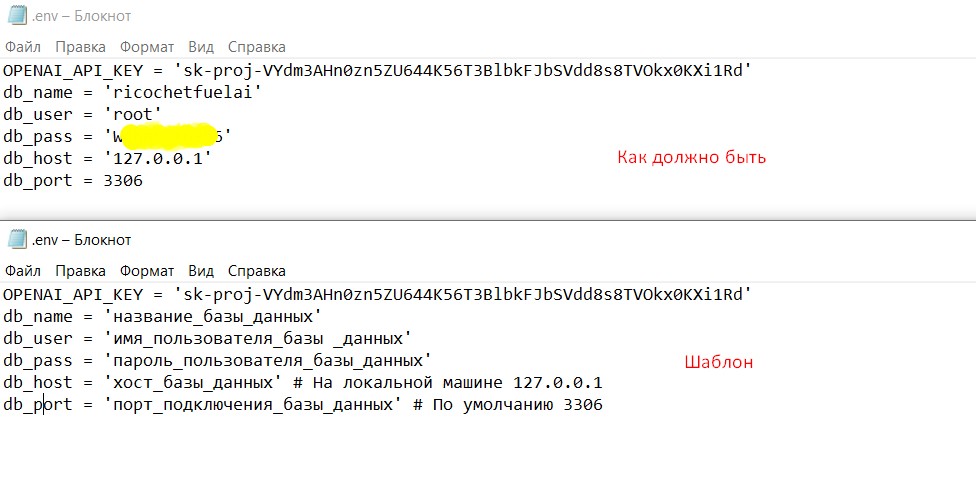 .env – Блокнот
Файл Правка Формат Вид Справка
OPENAI_API_KEY = 'sk-proj-VYdm3AHn0zn5ZU644K56T3BlbkFJbSVdd8s8TVOkx0KXi1Rd'
db_name = 'ricochetfuelai'
db_user = 'root'
db_pass =
db_host = '127.0.0.1'
Как должно быть
db_port = 3306
.env – Блокнот
Файл Правка Формат Вид Справка
OPENAI_API_KEY = 'sk-proj-VYdm3AHn0zn5ZU644K56T3BlbkFJbSVdd8s8TVOkx0KXi1Rd'
db_name = 'название_базы_данных'
db_user = 'имя_пользователя_базы _данных'
db_pass = 'пароль_пользователя_базы_данных'
Шаблон
db_host = 'хост_базы_данных' # На локальной машине 127.0.0.1
db_port = 'порт_подключения_базы_данных' # По умолчанию 3306